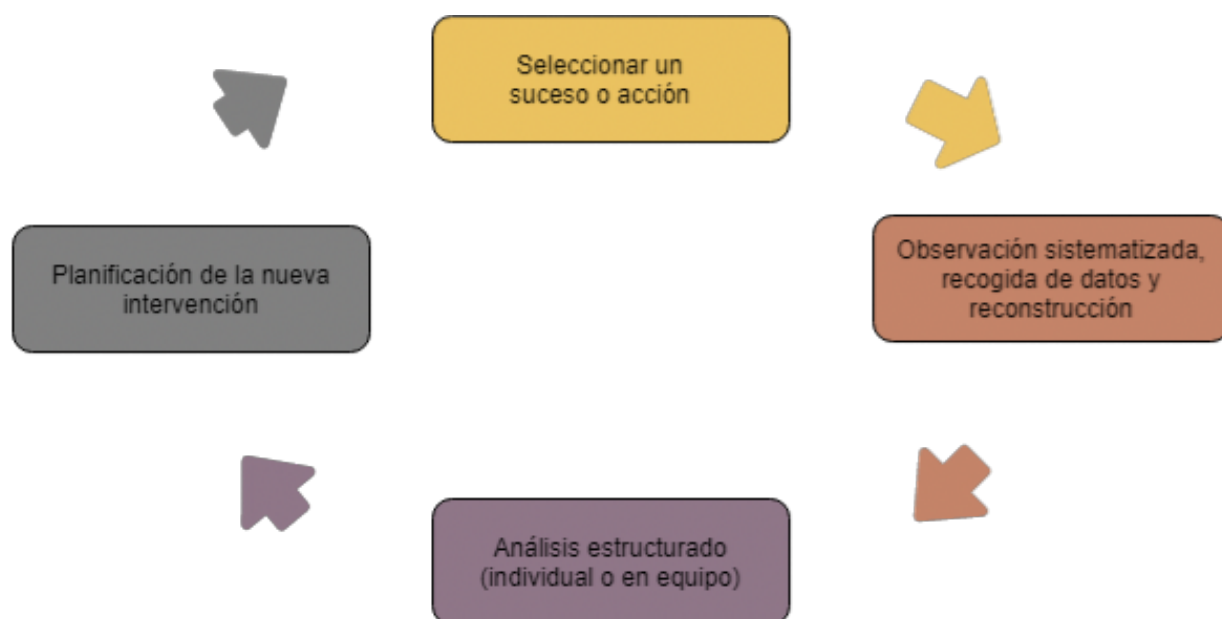 Seleccionar un
suceso o acción
Observación sistematizada,
recogida de datos y
reconstrucción
Análisis estructurado
(individual o en equipo)
Planificación de la nueva
intervención